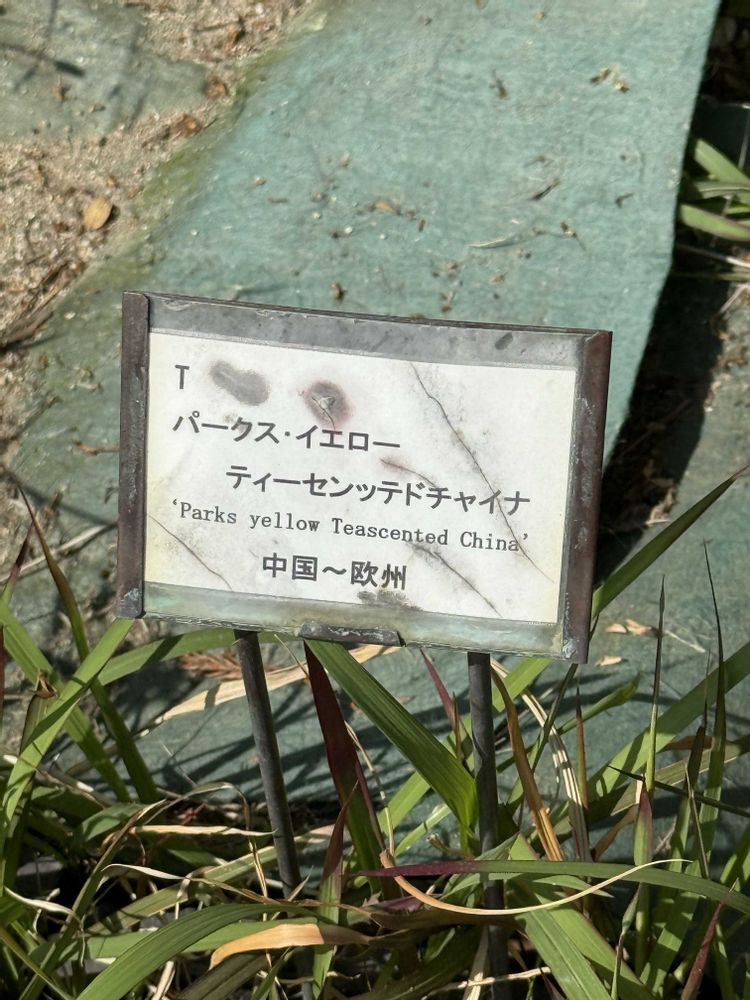 T
パークス・イエロー
ティーセンッテドチャイナ
‘Parks yellow Teascented China’
中国～欧州